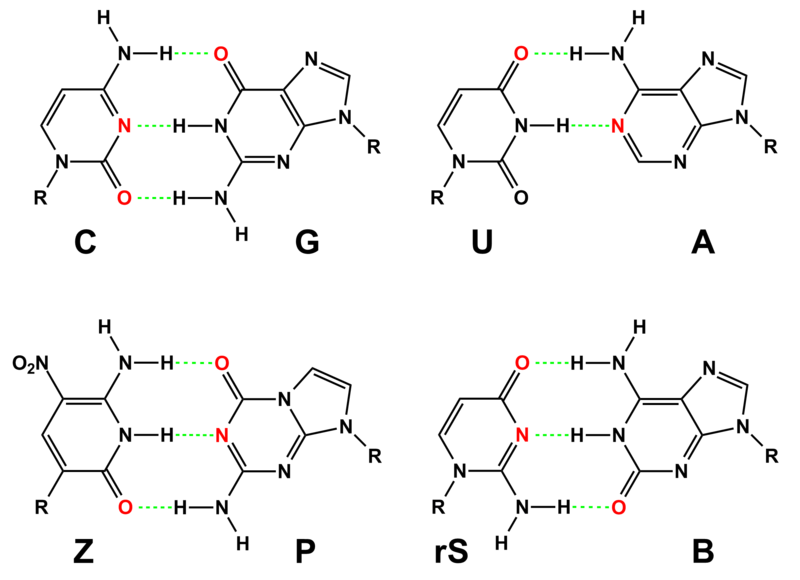 H H
N H O N O H N N
N H N N N H N N
R R
N N N N
R O H N R O
H
C G U A
H H
O₂N N H O O H N N
N H N N N H N N
R R
N N N
R O H N R N H O
H H
Z P rS B